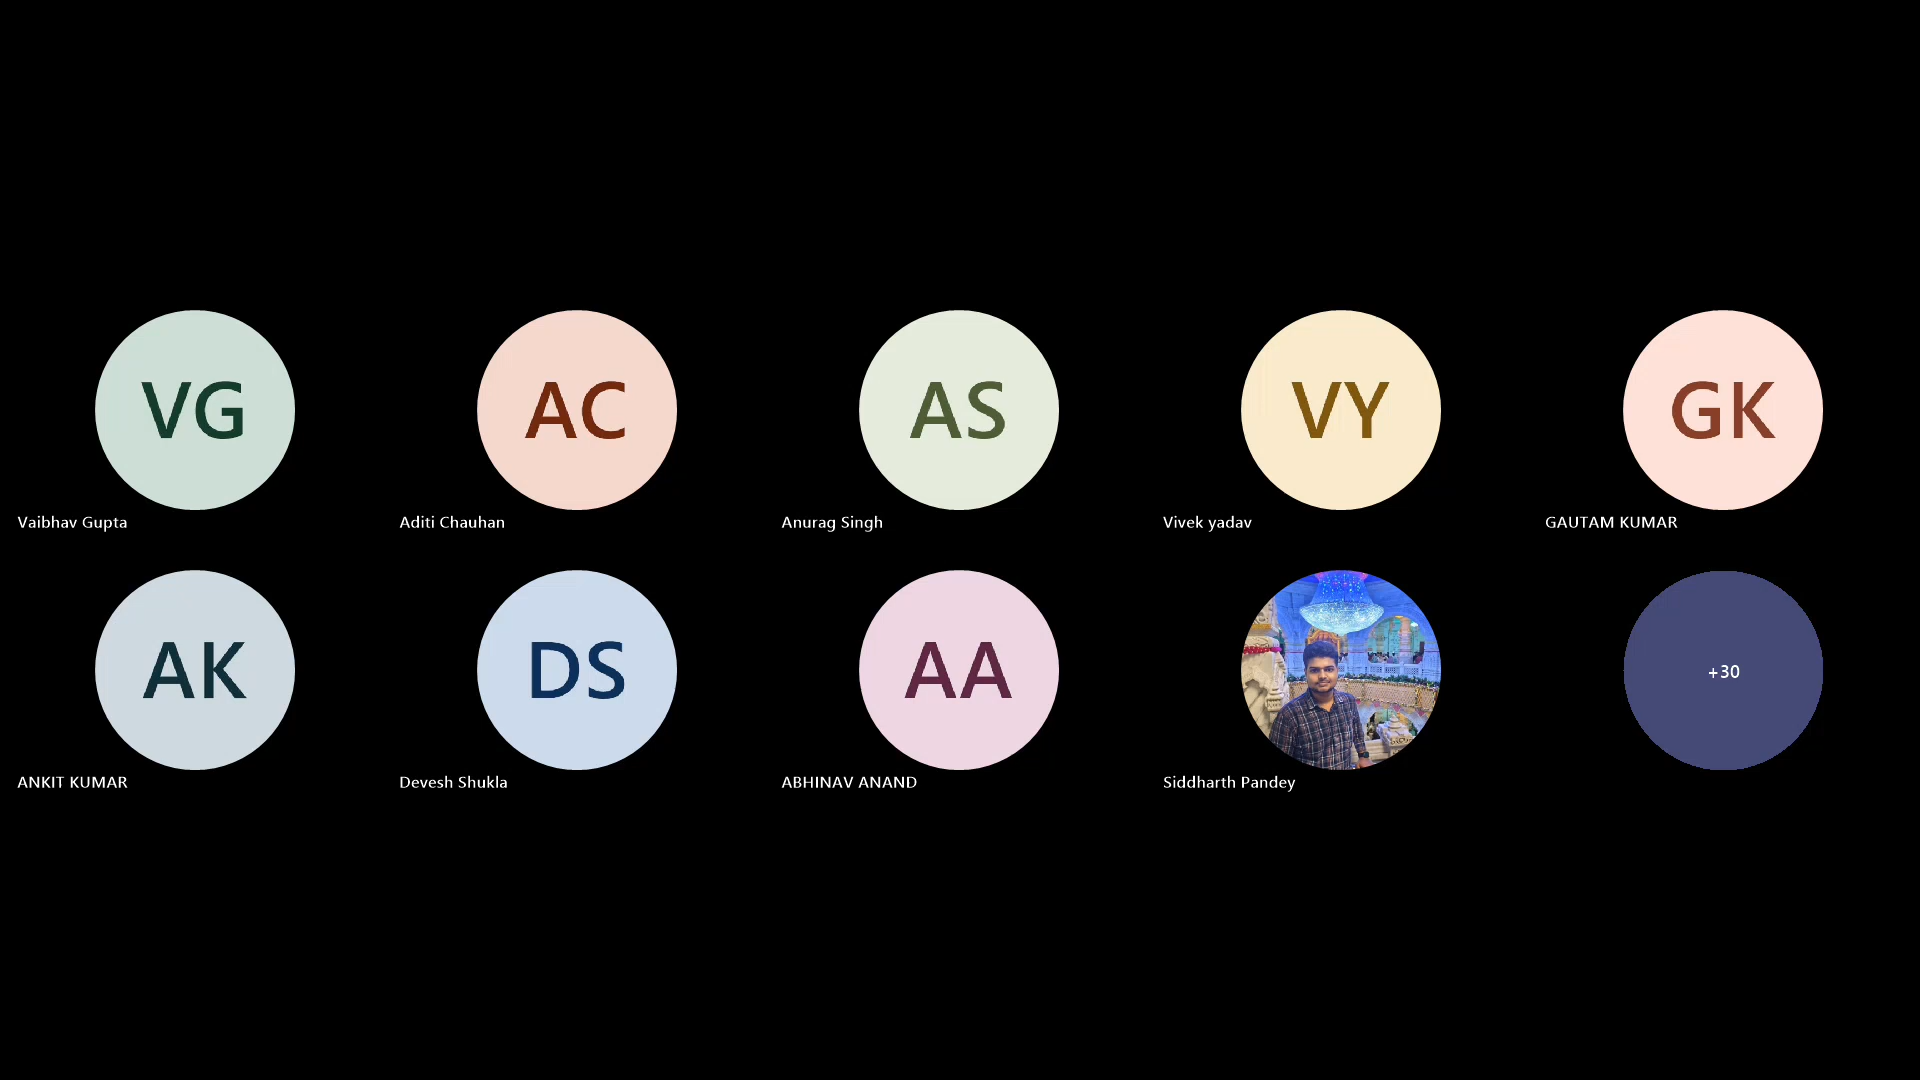 VG
AC
AS
VY
GK
Vaibhav Gupta
Aditi Chauhan
Anurag Singh
Vivek yadav
GAUTAM KUMAR
AK
DS
AA
+30
ANKIT KUMAR
Devesh Shukla
ABHINAV ANAND
Siddharth Pandey